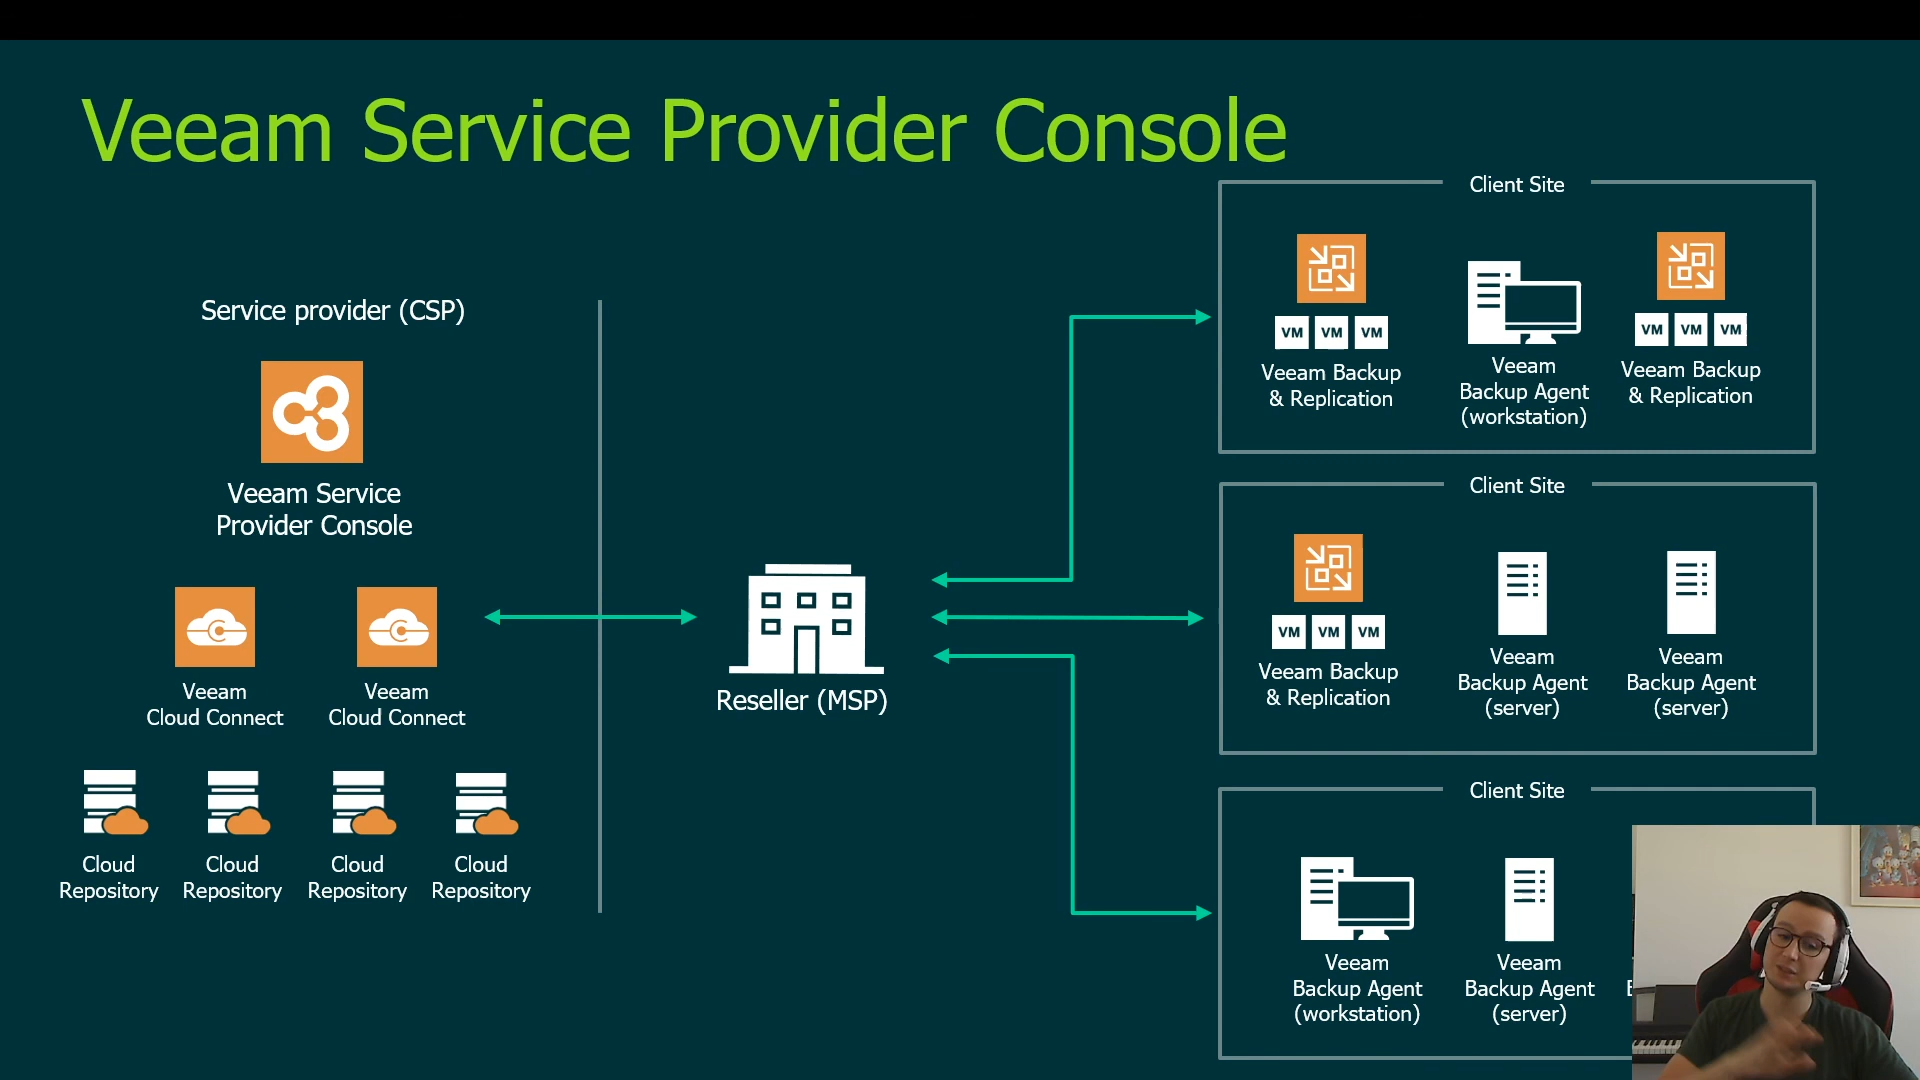 Veeam Service Provider Console
Service provider (CSP)
Veeam Service
Provider Console
Veeam
Cloud Connect
Veeam
Cloud Connect
Cloud
Repository
Cloud
Repository
Cloud
Repository
Cloud
Repository
Reseller (MSP)
Client Site
VM VM VM
Veeam Backup
& Replication
Veeam
Backup Agent
(workstation)
VM VM VM
Veeam Backup
& Replication
Client Site
VM VM VM
Veeam Backup
& Replication
Veeam
Backup Agent
(server)
Veeam
Backup Agent
(server)
Client Site
Veeam
Backup Agent
(workstation)
Veeam
Backup Agent
(server)